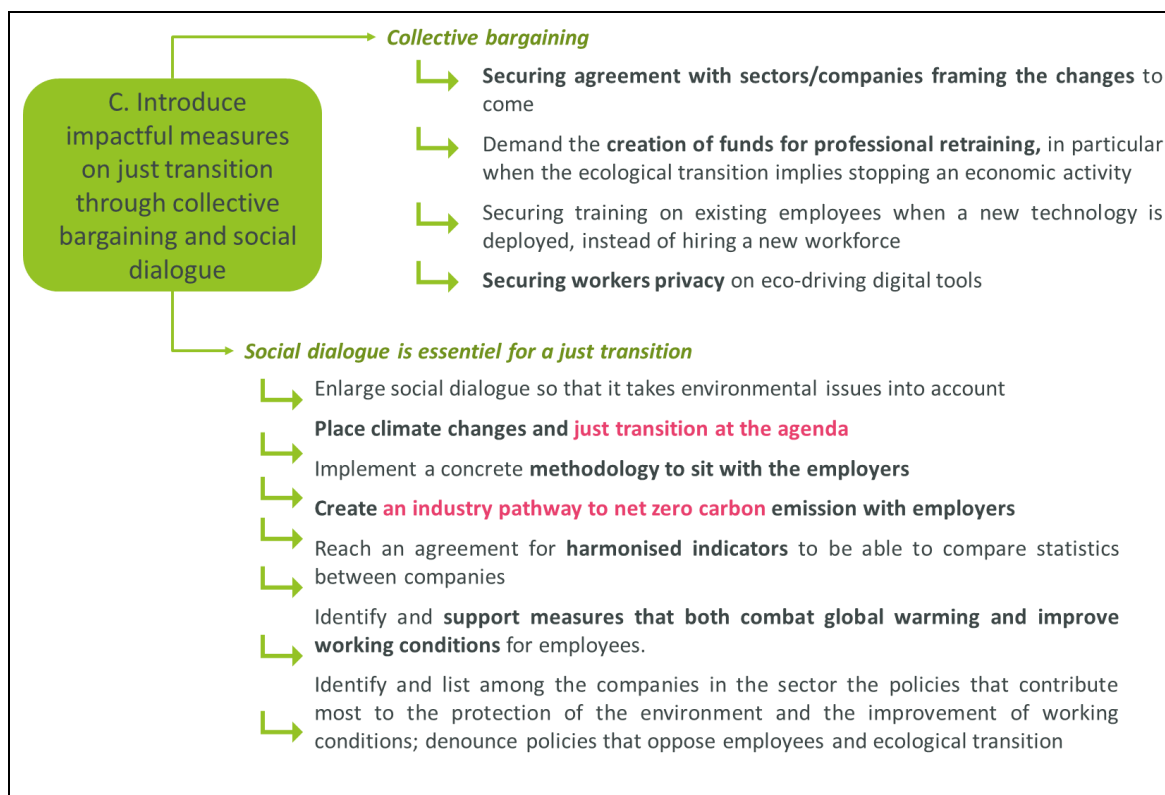 C. Introduce
impactful measures
on just transition
through collective
bargaining and social
dialogue
Collective bargaining
Securing agreement with sectors/companies framing the changes to
come
Demand the creation of funds for professional retraining, in particular
when the ecological transition implies stopping an economic activity
Securing training on existing employees when a new technology is
deployed, instead of hiring a new workforce
Securing workers privacy on eco-driving digital tools
Social dialogue is essentiel for a just transition
Enlarge social dialogue so that it takes environmental issues into account
Place climate changes and just transition at the agenda
Implement a concrete methodology to sit with the employers
Create an industry pathway to net zero carbon emission with employers
Reach an agreement for harmonised indicators to be able to compare statistics
between companies
Identify and support measures that both combat global warming and improve
working conditions for employees.
Identify and list among the companies in the sector the policies that contribute
most to the protection of the environment and the improvement of working
conditions; denounce policies that oppose employees and ecological transition